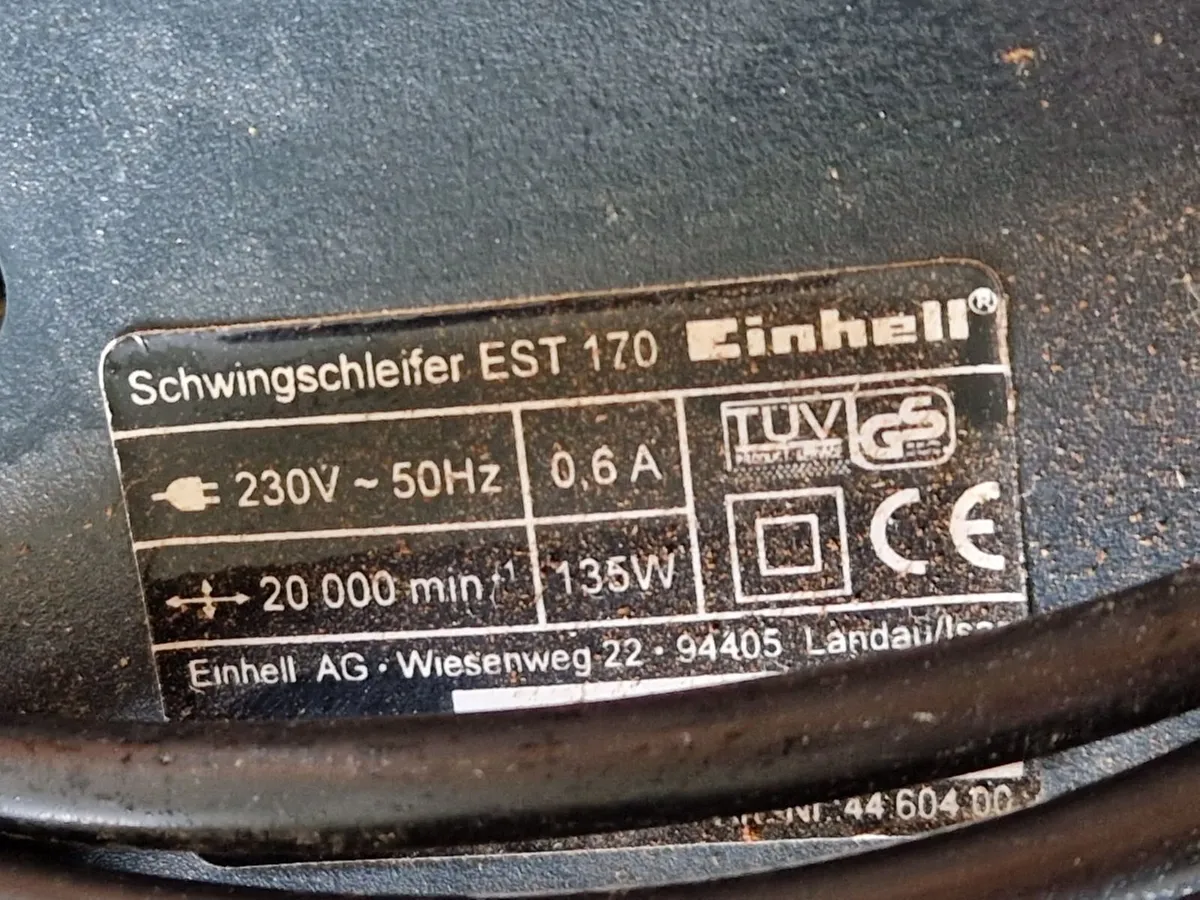 Schwingschleifer EST 170 Einhell®
230V ~ 50Hz 0,6 A
TÜV GS
20 000 min⁻¹ 135W CE
Einhell AG · Wiesenweg 22 · 94405 Landau/Isar
Nr. 44 604 00